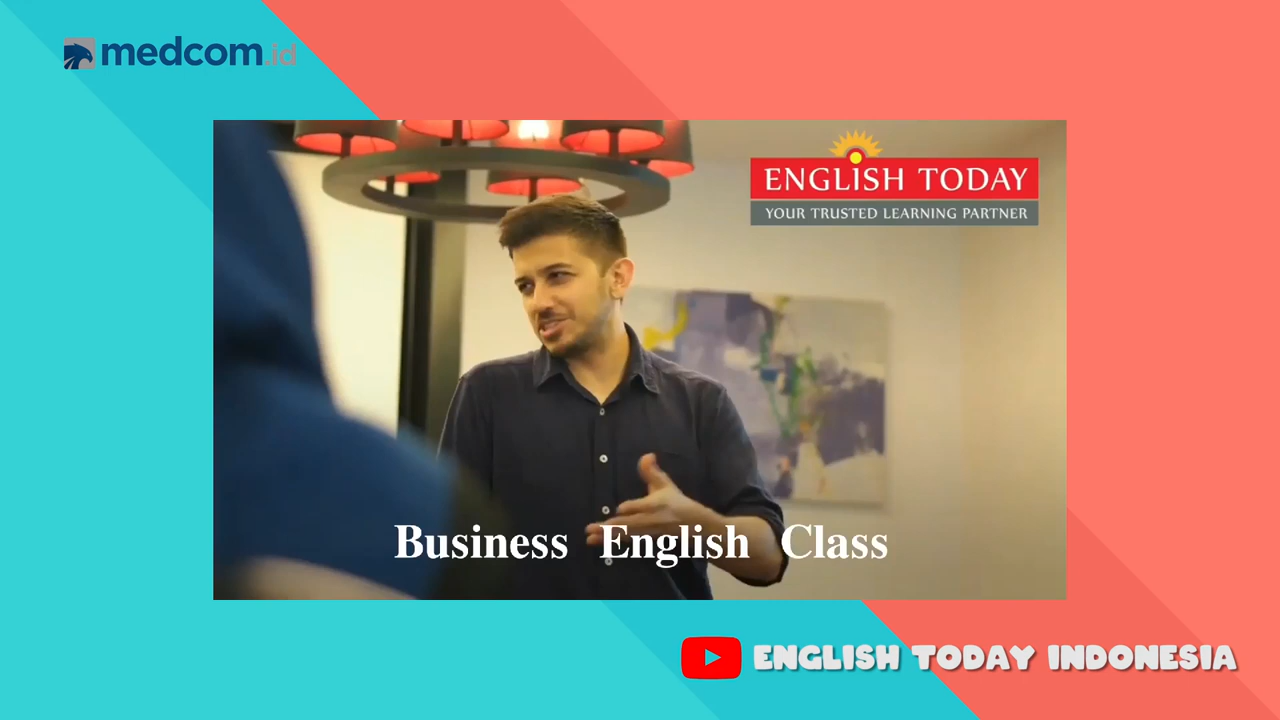 medcom.id
ENGLISH TODAY
YOUR TRUSTED LEARNING PARTNER
Business English Class
ENGLISH TODAY INDONESIA